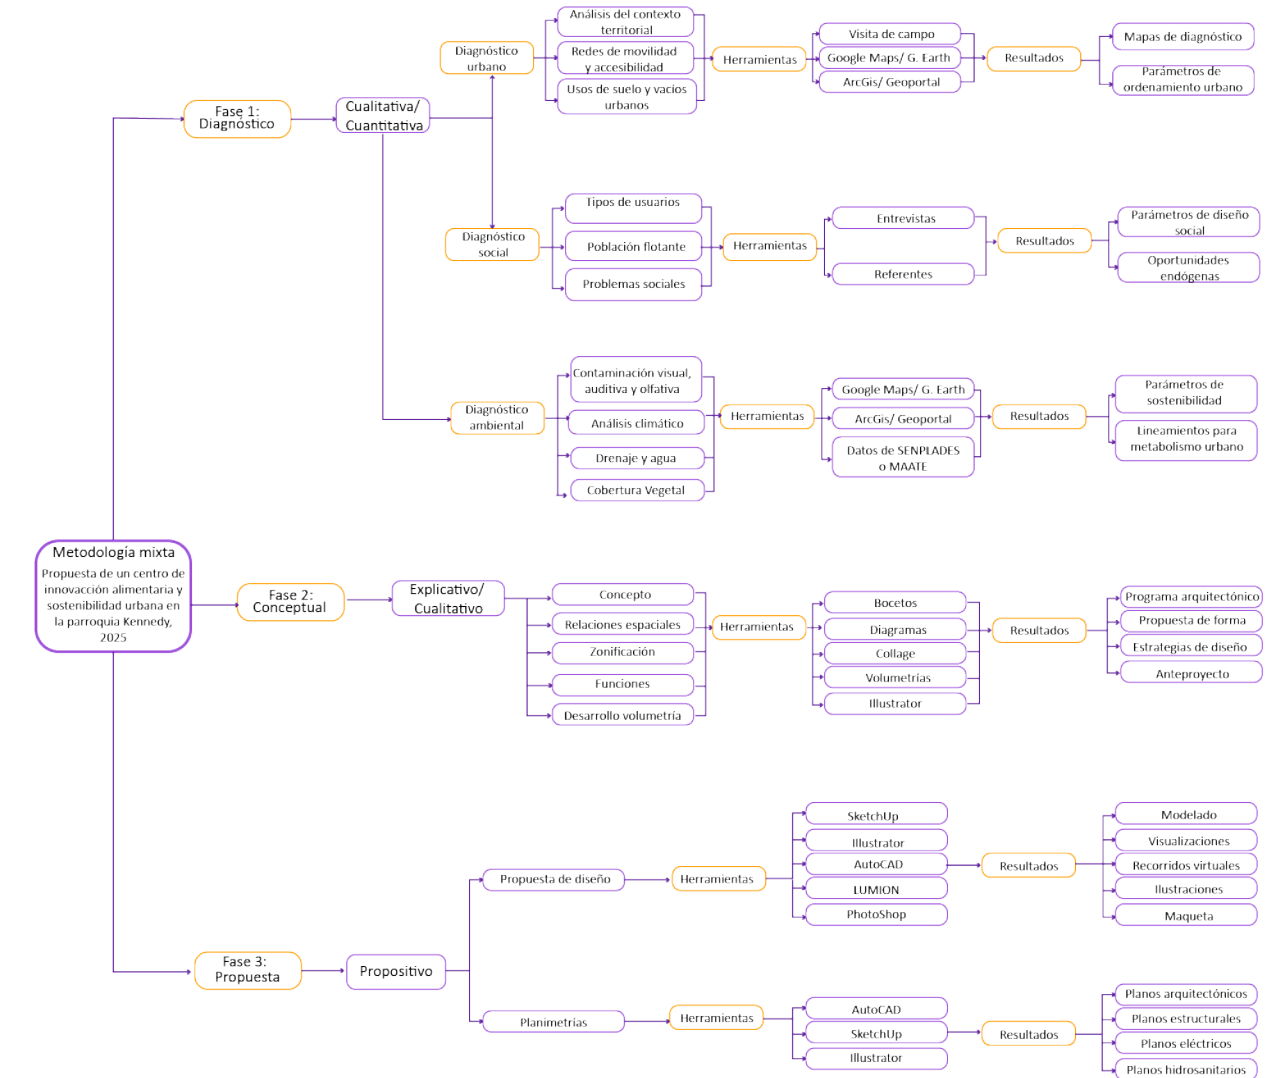 Metodología mixta
Propuesta de un centro de
innovacción alimentaria y
sostenibilidad urbana en
la parroquia Kennedy,
2025
Fase 1:
Diagnóstico
Cualitativa/
Cuantitativa
Diagnóstico
urbano
Análisis del contexto
territorial
Redes de movilidad
y accesibilidad
Usos de suelo y vacíos
urbanos
Herramientas
Visita de campo
Google Maps/ G. Earth
ArcGis/ Geoportal
Resultados
Mapas de diagnóstico
Parámetros de
ordenamiento urbano
Diagnóstico
social
Tipos de usuarios
Población flotante
Problemas sociales
Herramientas
Entrevistas
Referentes
Resultados
Parámetros de diseño
social
Oportunidades
endógenas
Diagnóstico
ambiental
Contaminación visual,
auditiva y olfativa
Análisis climático
Drenaje y agua
Cobertura Vegetal
Herramientas
Google Maps/ G. Earth
ArcGis/ Geoportal
Datos de SENPLADES
o MAATE
Resultados
Parámetros de
sostenibilidad
Lineamientos para
metabolismo urbano
Fase 2:
Conceptual
Explicativo/
Cualitativo
Concepto
Relaciones espaciales
Zonificación
Funciones
Desarrollo volumetría
Herramientas
Bocetos
Diagramas
Collage
Volumetrías
Illustrator
Resultados
Programa arquitectónico
Propuesta de forma
Estrategias de diseño
Anteproyecto
Fase 3:
Propuesta
Propositivo
Propuesta de diseño
Herramientas
SketchUp
Illustrator
AutoCAD
LUMION
PhotoShop
Resultados
Modelado
Visualizaciones
Recorridos virtuales
Ilustraciones
Maqueta
Planimetrías
Herramientas
AutoCAD
SketchUp
Illustrator
Resultados
Planos arquitectónicos
Planos estructurales
Planos eléctricos
Planos hidrosanitarios